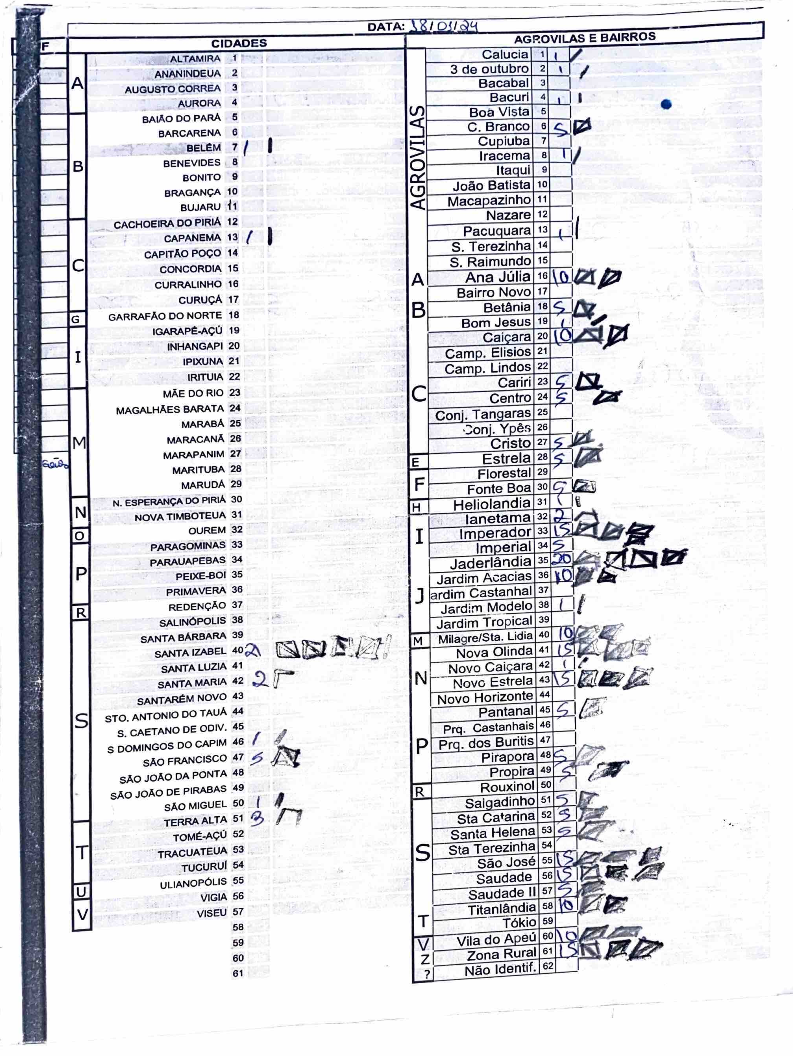 DATA: 18/01/24
F
CIDADES
A
ALTAMIRA 1
ANANINDEUA 2
AUGUSTO CORREA 3
AURORA 4
B
BAIÃO DO PARÁ 5
BARCARENA 6
BELÉM 7 1
BENEVIDES 8
BONITO 9
BRAGANÇA 10
BUJARU 11
C
CACHOEIRA DO PIRIÁ 12
CAPANEMA 13 1
CAPITÃO POÇO 14
CONCORDIA 15
CURRALINHO 16
CURUÇÁ 17
G
GARRAFÃO DO NORTE 18
I
IGARAPÉ-AÇÚ 19
INHANGAPI 20
IPIXUNA 21
IRITUIA 22
M
MÃE DO RIO 23
MAGALHÃES BARATA 24
MARABÁ 25
MARACANÃ 26
MARAPANIM 27
MARITUBA 28
MARUDÁ 29
N
N. ESPERANÇA DO PIRIÁ 30
NOVA TIMBOTEUA 31
O
OUREM 32
P
PARAGOMINAS 33
PARAUAPEBAS 34
PEIXE-BOI 35
PRIMAVERA 36
R
REDENÇÃO 37
S
SALINÓPOLIS 38
SANTA BÁRBARA 39
SANTA IZABEL 40
SANTA LUZIA 41
SANTA MARIA 42 2
SANTARÉM NOVO 43
STO. ANTONIO DO TAUÁ 44
S. CAETANO DE ODIV. 45
S DOMINGOS DO CAPIM 46 1
SÃO FRANCISCO 47 5
SÃO JOÃO DA PONTA 48
SÃO JOÃO DE PIRABAS 49
SÃO MIGUEL 50 1
T
TERRA ALTA 51 3
TOMÉ-AÇÚ 52
TRACUATEUA 53
TUCURUÍ 54
U
ULIANOPÓLIS 55
V
VIGIA 56
VISEU 57
58
59
60
61
AGROVILAS E BAIRROS
AGROVILAS
Calucia 1 1
3 de outubro 2 1
Bacabal 3
Bacuri 4 1
Boa Vista 5
C. Branco 6 5
Cupiuba 7
Iracema 8 1
Itaqui 9
João Batista 10
Macapazinho 11
Nazare 12
Pacuquara 13 1
S. Terezinha 14
S. Raimundo 15
A
Ana Júlia 16 10
B
Bairro Novo 17
Betânia 18 5
Bom Jesus 19 1
C
Caiçara 20 10
Camp. Elisios 21
Camp. Lindos 22
Cariri 23 5
Centro 24 5
Conj. Tangaras 25
Conj. Ypês 26
Cristo 27 5
E
Estrela 28 5
F
Florestal 29
Fonte Boa 30 5
H
Heliolandia 31 1
I
Ianetama 32 2
Imperador 33 15
Imperial 34 5
J
Jaderlândia 35 20
Jardim Acacias 36 10
ardim Castanhal 37
Jardim Modelo 38 1
Jardim Tropical 39
M
Milagre/Sta. Lidia 40 10
N
Nova Olinda 41 15
Novo Caiçara 42 1
Novo Estrela 43 15
Novo Horizonte 44
P
Pantanal 45 5
Prq. Castanhais 46
Prq. dos Buritis 47
Pirapora 48 5
Propira 49 5
R
Rouxinol 50
S
Salgadinho 51 5
Sta Catarina 52 5
Santa Helena 53 5
Sta Terezinha 54
São José 55 15
Saudade 56 15
Saudade II 57 5
T
Titanlândia 58 10
Tókio 59
V
Vila do Apeú 60 10
Z
Zona Rural 61 15
?
Não Identif. 62